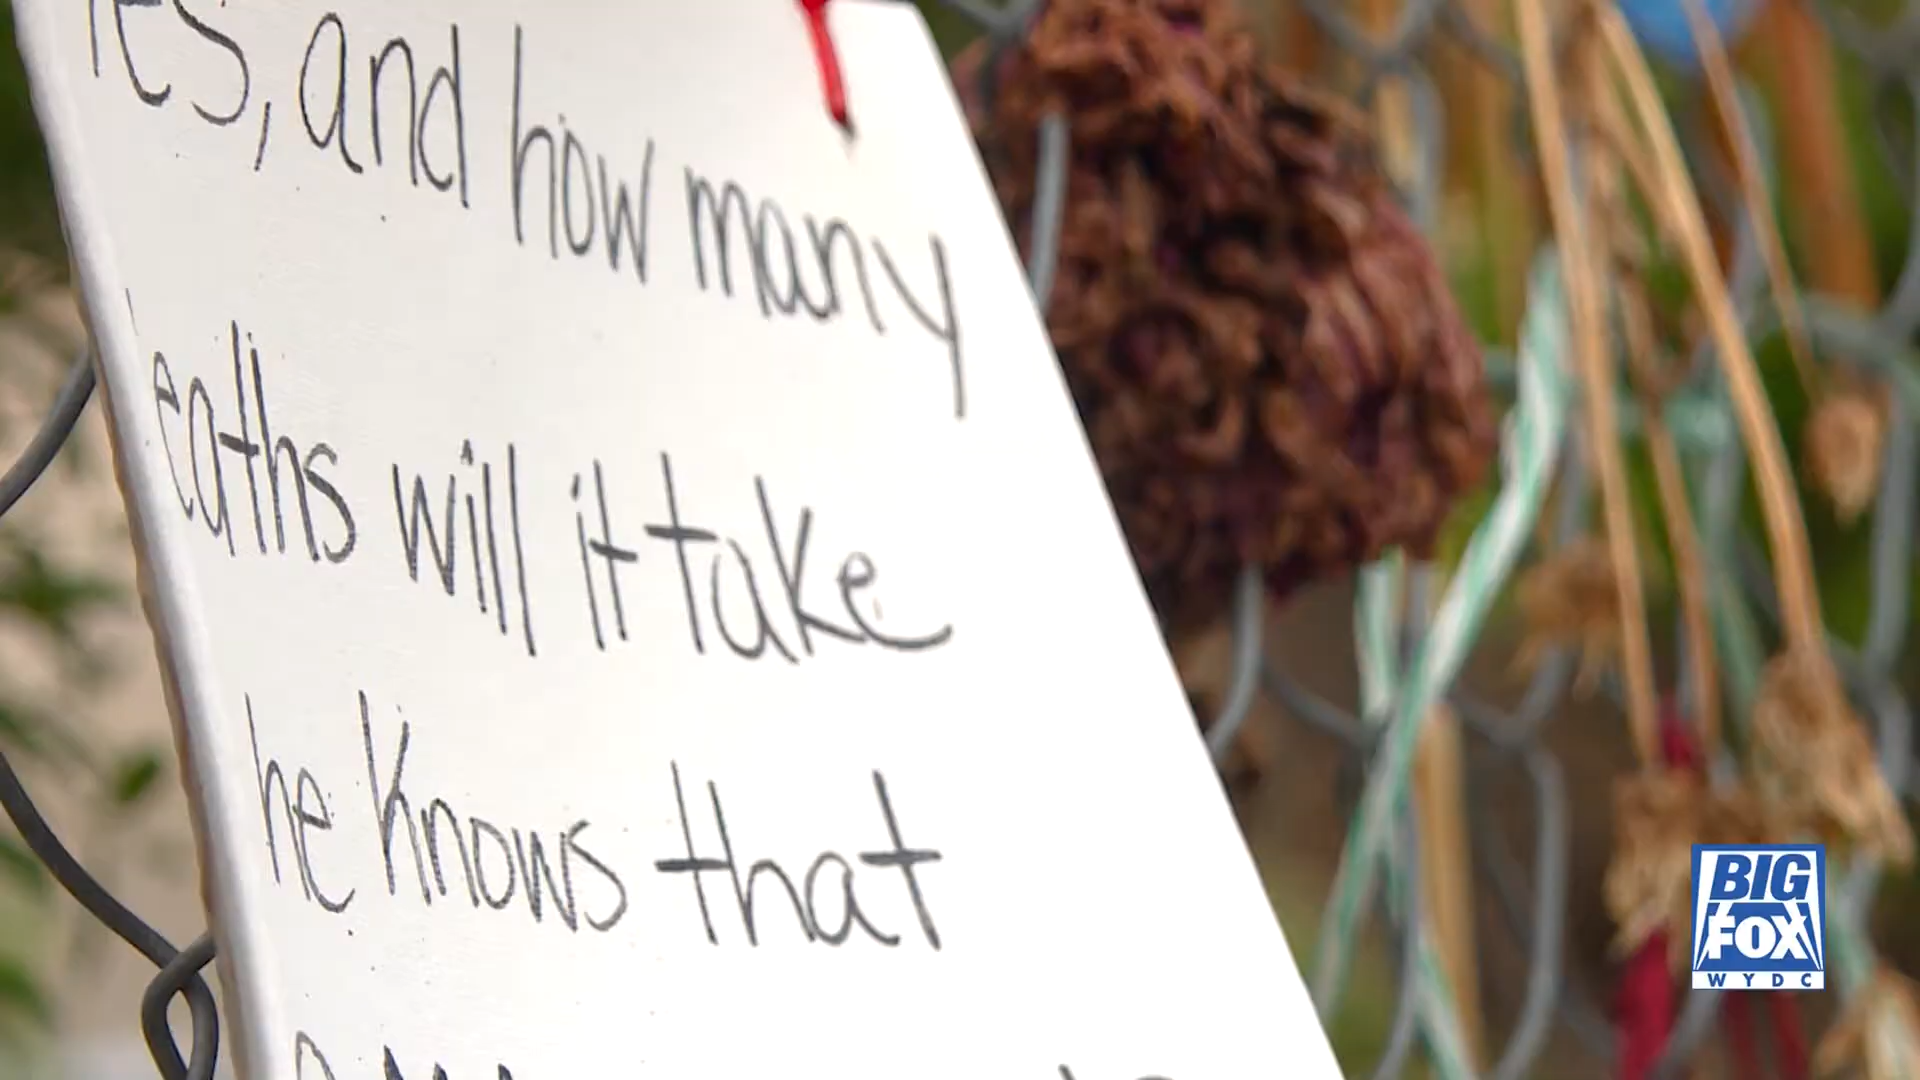 and how many
will it take
he knows that
BIG
FOX
WYDC